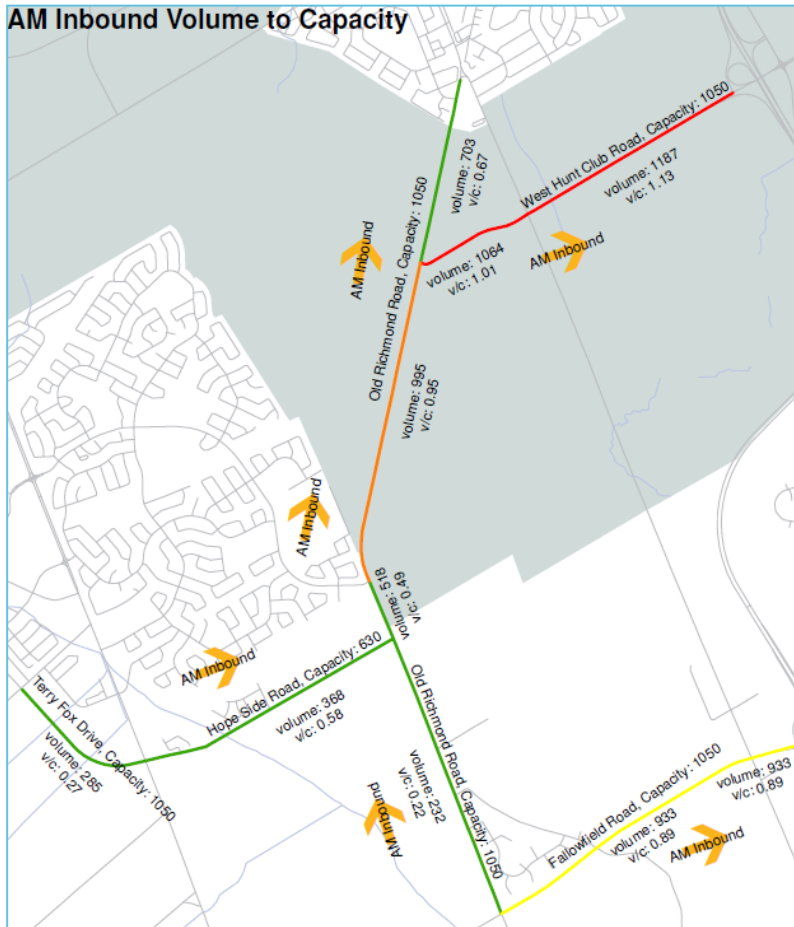 AM Inbound Volume to Capacity
West Hunt Club Road, Capacity: 1050
volume: 1187
v/c: 1.13
volume: 703
v/c: 0.67
AM Inbound
AM Inbound
volume: 1064
v/c: 1.01
Old Richmond Road, Capacity: 1050
volume: 995
v/c: 0.95
AM Inbound
volume: 518
v/c: 0.49
AM Inbound
Hope Side Road, Capacity: 630
volume: 368
v/c: 0.58
Terry Fox Drive, Capacity: 1050
volume: 285
v/c: 0.27
Old Richmond Road, Capacity: 1050
volume: 232
v/c: 0.22
AM Inbound
Fallowfield Road, Capacity: 1050
volume: 933
v/c: 0.89
volume: 933
v/c: 0.89
AM Inbound